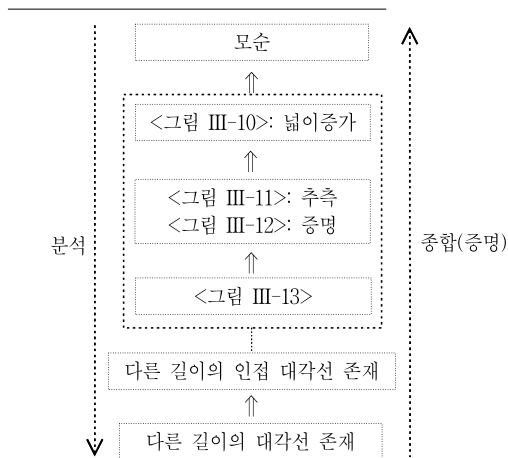 모순
<그림 Ⅲ-10>: 넓이증가
<그림 Ⅲ-11>: 추측
<그림 Ⅲ-12>: 증명
분석
종합(증명)
<그림 Ⅲ-13>
다른 길이의 인접 대각선 존재
다른 길이의 대각선 존재